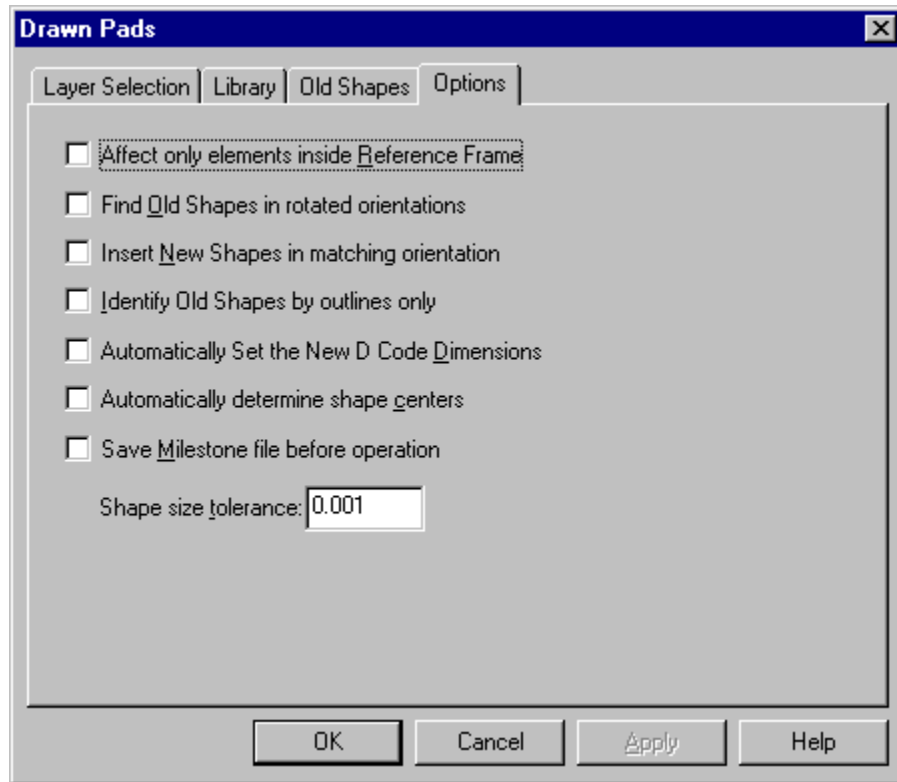 Drawn Pads
Layer Selection Library Old Shapes Options
Affect only elements inside Reference Frame
Find Old Shapes in rotated orientations
Insert New Shapes in matching orientation
Identify Old Shapes by outlines only
Automatically Set the New D Code Dimensions
Automatically determine shape centers
Save Milestone file before operation
Shape size tolerance: 0.001
OK Cancel Apply Help